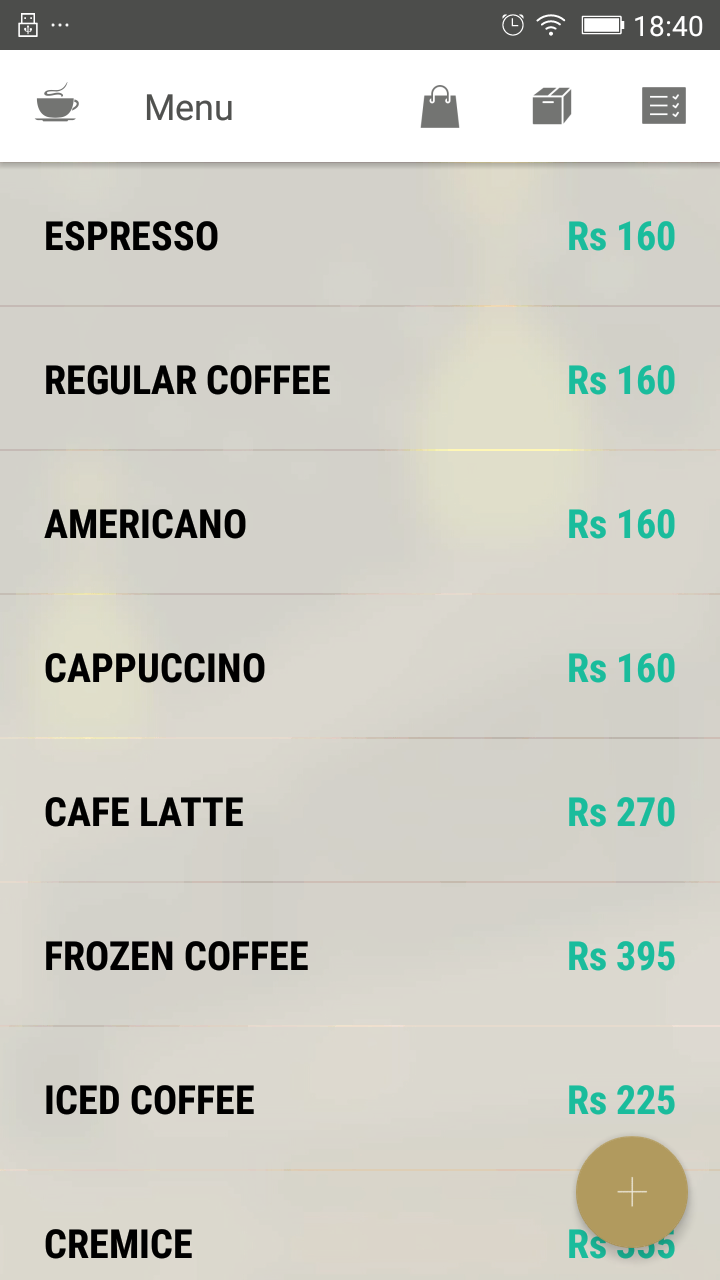 18:40
Menu
ESPRESSO Rs 160
REGULAR COFFEE Rs 160
AMERICANO Rs 160
CAPPUCCINO Rs 160
CAFE LATTE Rs 270
FROZEN COFFEE Rs 395
ICED COFFEE Rs 225
CREMICE Rs